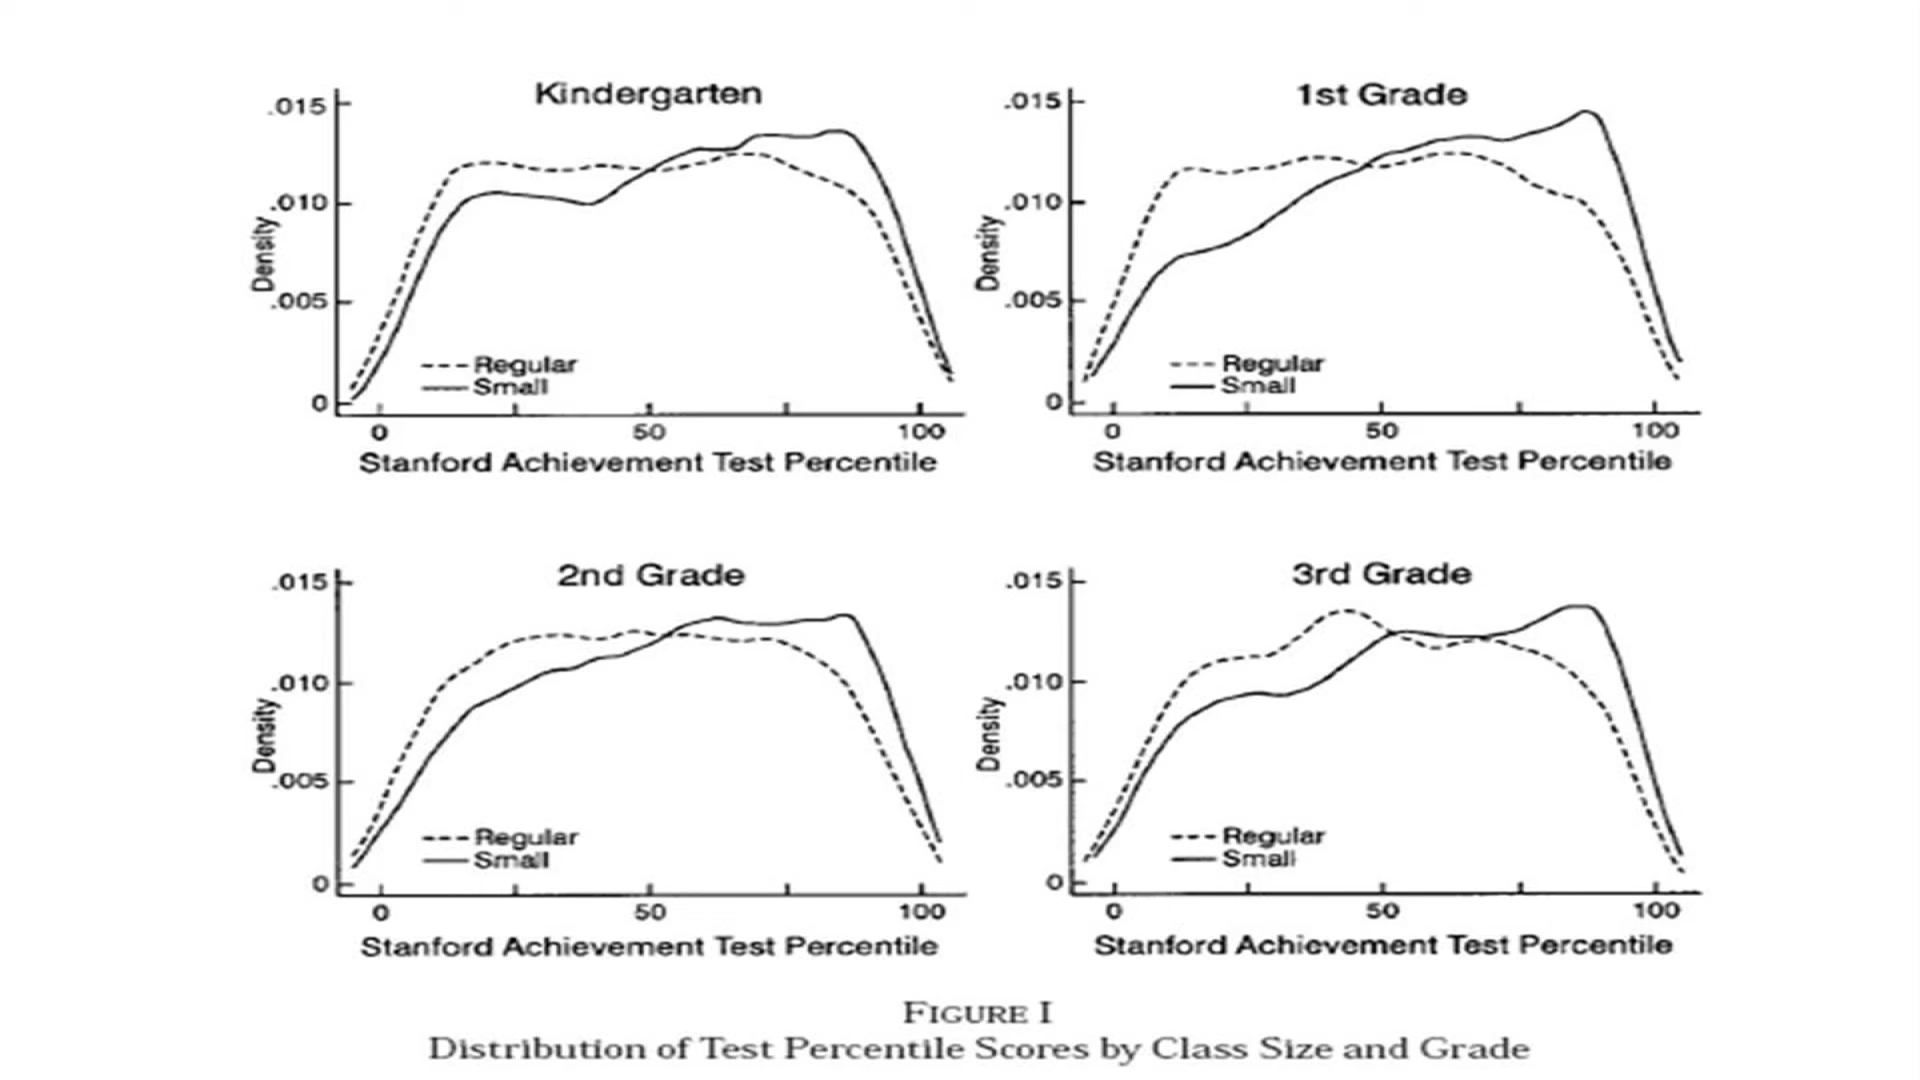 Kindergarten
.015
.010
.005
0
Density
Regular
Small
0 50 100
Stanford Achievement Test Percentile
1st Grade
.015
.010
.005
0
Density
Regular
Small
0 50 100
Stanford Achievement Test Percentile
2nd Grade
.015
.010
.005
0
Density
Regular
Small
0 50 100
Stanford Achievement Test Percentile
3rd Grade
.015
.010
.005
0
Density
Regular
Small
0 50 100
Stanford Achievement Test Percentile
FIGURE I
Distribution of Test Percentile Scores by Class Size and Grade